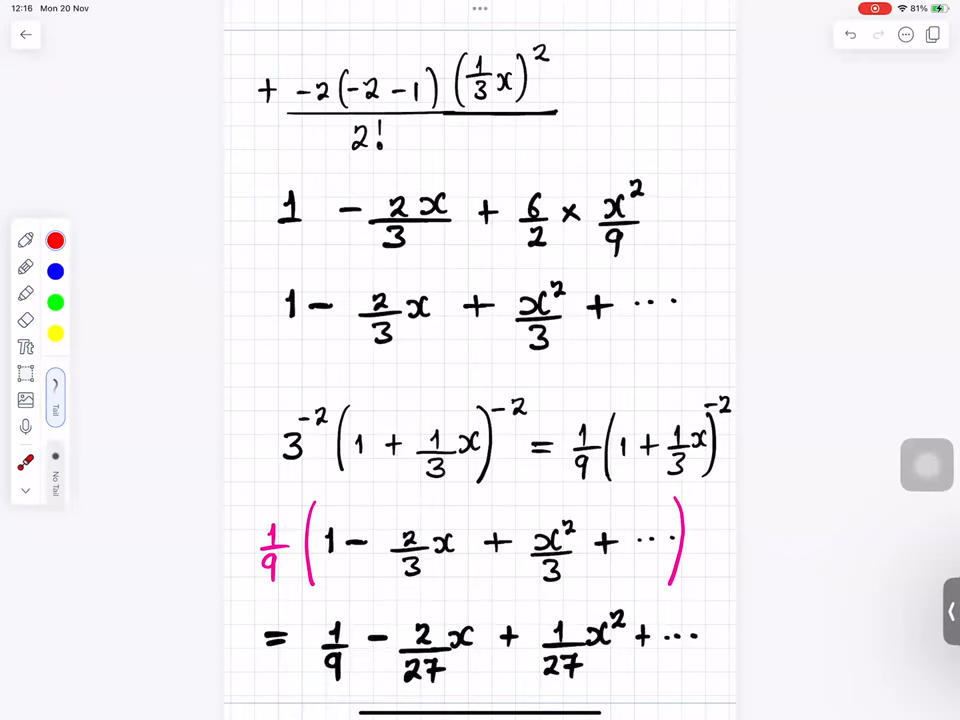 12:16 Mon 20 Nov
81%
+ -2(-2-1)(1/3 x)^2 / 2!
1 - 2x/3 + 6/2 × x^2/9
1 - 2/3 x + x^2/3 + ...
3^-2 (1 + 1/3 x)^-2 = 1/9 (1 + 1/3 x)^-2
1/9 (1 - 2/3 x + x^2/3 + ...)
= 1/9 - 2/27 x + 1/27 x^2 + ...
Tt
Tail
No Tail